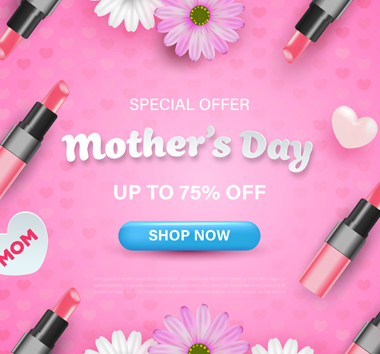 SPECIAL OFFER
Mother's Day
UP TO 75% OFF
SHOP NOW
MOM